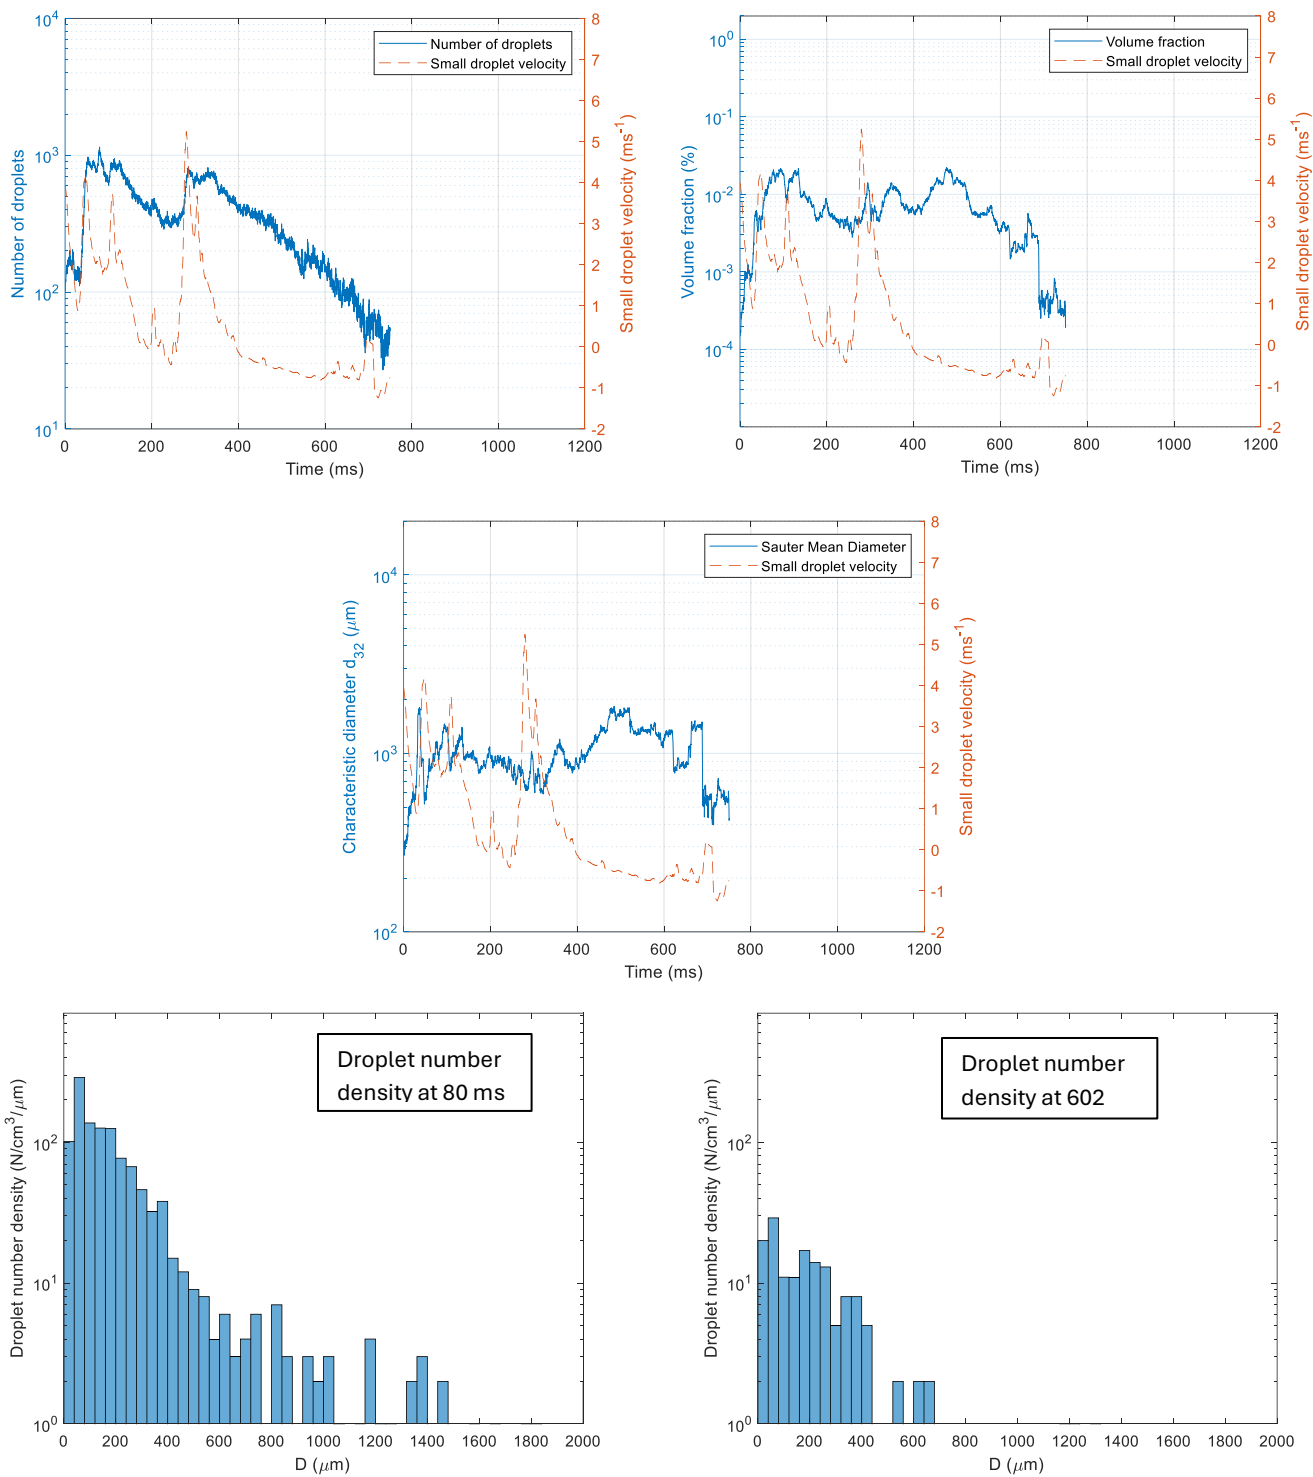 10^4
10^3
10^2
10^1
Number of droplets
8
7
6
5
4
3
2
1
0
-1
-2
Small droplet velocity (ms^-1)
Number of droplets
Small droplet velocity
0 200 400 600 800 1000 1200
Time (ms)
10^0
10^-1
10^-2
10^-3
10^-4
Volume fraction (%)
8
7
6
5
4
3
2
1
0
-1
-2
Small droplet velocity (ms^-1)
Volume fraction
Small droplet velocity
0 200 400 600 800 1000 1200
Time (ms)
10^4
10^3
10^2
Characteristic diameter d_32 (μm)
8
7
6
5
4
3
2
1
0
-1
-2
Small droplet velocity (ms^-1)
Sauter Mean Diameter
Small droplet velocity
0 200 400 600 800 1000 1200
Time (ms)
Droplet number
density at 80 ms
10^2
10^1
10^0
Droplet number density (N/cm^3/μm)
0 200 400 600 800 1000 1200 1400 1600 1800 2000
D (μm)
Droplet number
density at 602
10^2
10^1
10^0
Droplet number density (N/cm^3/μm)
0 200 400 600 800 1000 1200 1400 1600 1800 2000
D (μm)